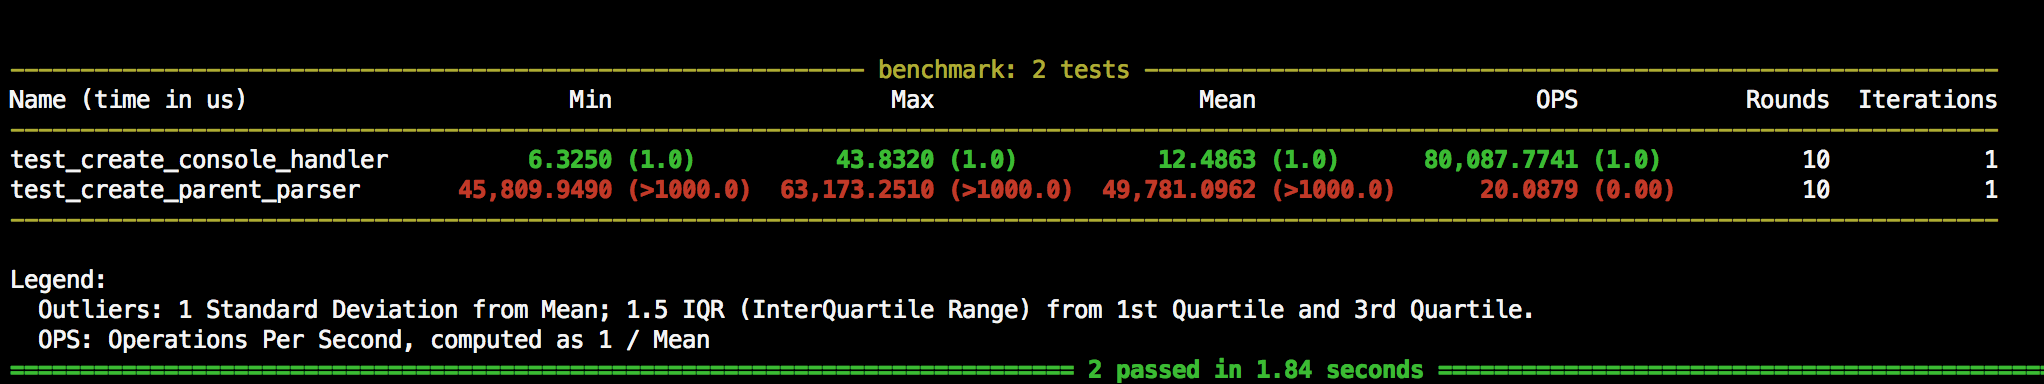 ------------------------------------------------------------- benchmark: 2 tests -------------------------------------------------------------
Name (time in us) Min Max Mean OPS Rounds Iterations
test_create_console_handler 6.3250 (1.0) 43.8320 (1.0) 12.4863 (1.0) 80,087.7741 (1.0) 10 1
test_create_parent_parser 45,809.9490 (>1000.0) 63,173.2510 (>1000.0) 49,781.0962 (>1000.0) 20.0879 (0.00) 10 1
Legend:
Outliers: 1 Standard Deviation from Mean; 1.5 IQR (InterQuartile Range) from 1st Quartile and 3rd Quartile.
OPS: Operations Per Second, computed as 1 / Mean
============================================================================ 2 passed in 1.84 seconds ===========================================